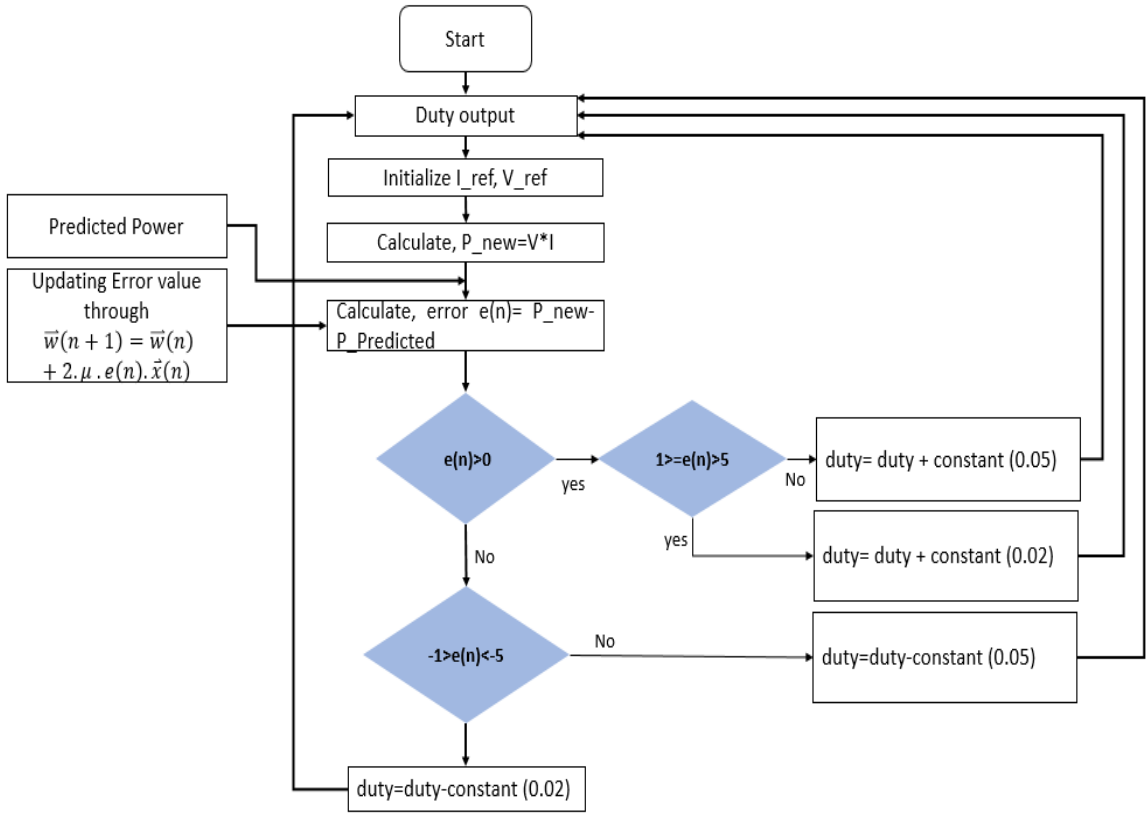 Start
Duty output
Initialize I_ref, V_ref
Predicted Power
Calculate, P_new=V*I
Updating Error value
through
w⃗(n + 1) = w⃗(n)
+ 2. μ . e(n). x⃗(n)
Calculate, error e(n)= P_new-
P_Predicted
e(n)>0
yes
1>=e(n)>5
No
duty= duty + constant (0.05)
yes
duty= duty + constant (0.02)
No
-1>e(n)<-5
No
duty=duty-constant (0.05)
duty=duty-constant (0.02)